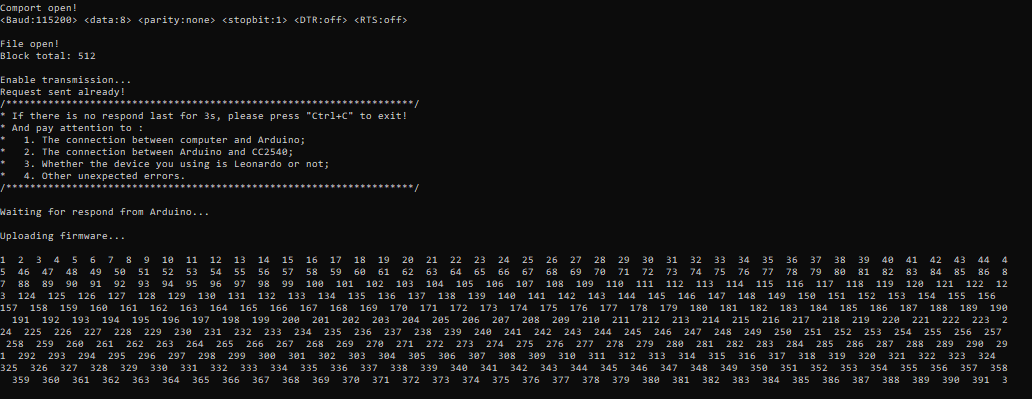 Comport open!
<Baud:115200> <data:8> <parity:none> <stopbit:1> <DTR:off> <RTS:off>
File open!
Block total: 512
Enable transmission...
Request sent already!
/********************************************************************/
* If there is no respond last for 3s, please press "Ctrl+C" to exit!
* And pay attention to :
*   1. The connection between computer and Arduino;
*   2. The connection between Arduino and CC2540;
*   3. Whether the device you using is Leonardo or not;
*   4. Other unexpected errors.
/********************************************************************/
Waiting for respond from Arduino...
Uploading firmware...
1 2 3 4 5 6 7 8 9 10 11 12 13 14 15 16 17 18 19 20 21 22 23 24 25 26 27 28 29 30 31 32 33 34 35 36 37 38 39 40 41 42 43 44 4
5 46 47 48 49 50 51 52 53 54 55 56 57 58 59 60 61 62 63 64 65 66 67 68 69 70 71 72 73 74 75 76 77 78 79 80 81 82 83 84 85 86 8
7 88 89 90 91 92 93 94 95 96 97 98 99 100 101 102 103 104 105 106 107 108 109 110 111 112 113 114 115 116 117 118 119 120 121 122 12
3 124 125 126 127 128 129 130 131 132 133 134 135 136 137 138 139 140 141 142 143 144 145 146 147 148 149 150 151 152 153 154 155 156
157 158 159 160 161 162 163 164 165 166 167 168 169 170 171 172 173 174 175 176 177 178 179 180 181 182 183 184 185 186 187 188 189 190
191 192 193 194 195 196 197 198 199 200 201 202 203 204 205 206 207 208 209 210 211 212 213 214 215 216 217 218 219 220 221 222 223 2
24 225 226 227 228 229 230 231 232 233 234 235 236 237 238 239 240 241 242 243 244 245 246 247 248 249 250 251 252 253 254 255 256 257
258 259 260 261 262 263 264 265 266 267 268 269 270 271 272 273 274 275 276 277 278 279 280 281 282 283 284 285 286 287 288 289 290 29
1 292 293 294 295 296 297 298 299 300 301 302 303 304 305 306 307 308 309 310 311 312 313 314 315 316 317 318 319 320 321 322 323 324
325 326 327 328 329 330 331 332 333 334 335 336 337 338 339 340 341 342 343 344 345 346 347 348 349 350 351 352 353 354 355 356 357 358
359 360 361 362 363 364 365 366 367 368 369 370 371 372 373 374 375 376 377 378 379 380 381 382 383 384 385 386 387 388 389 390 391 3